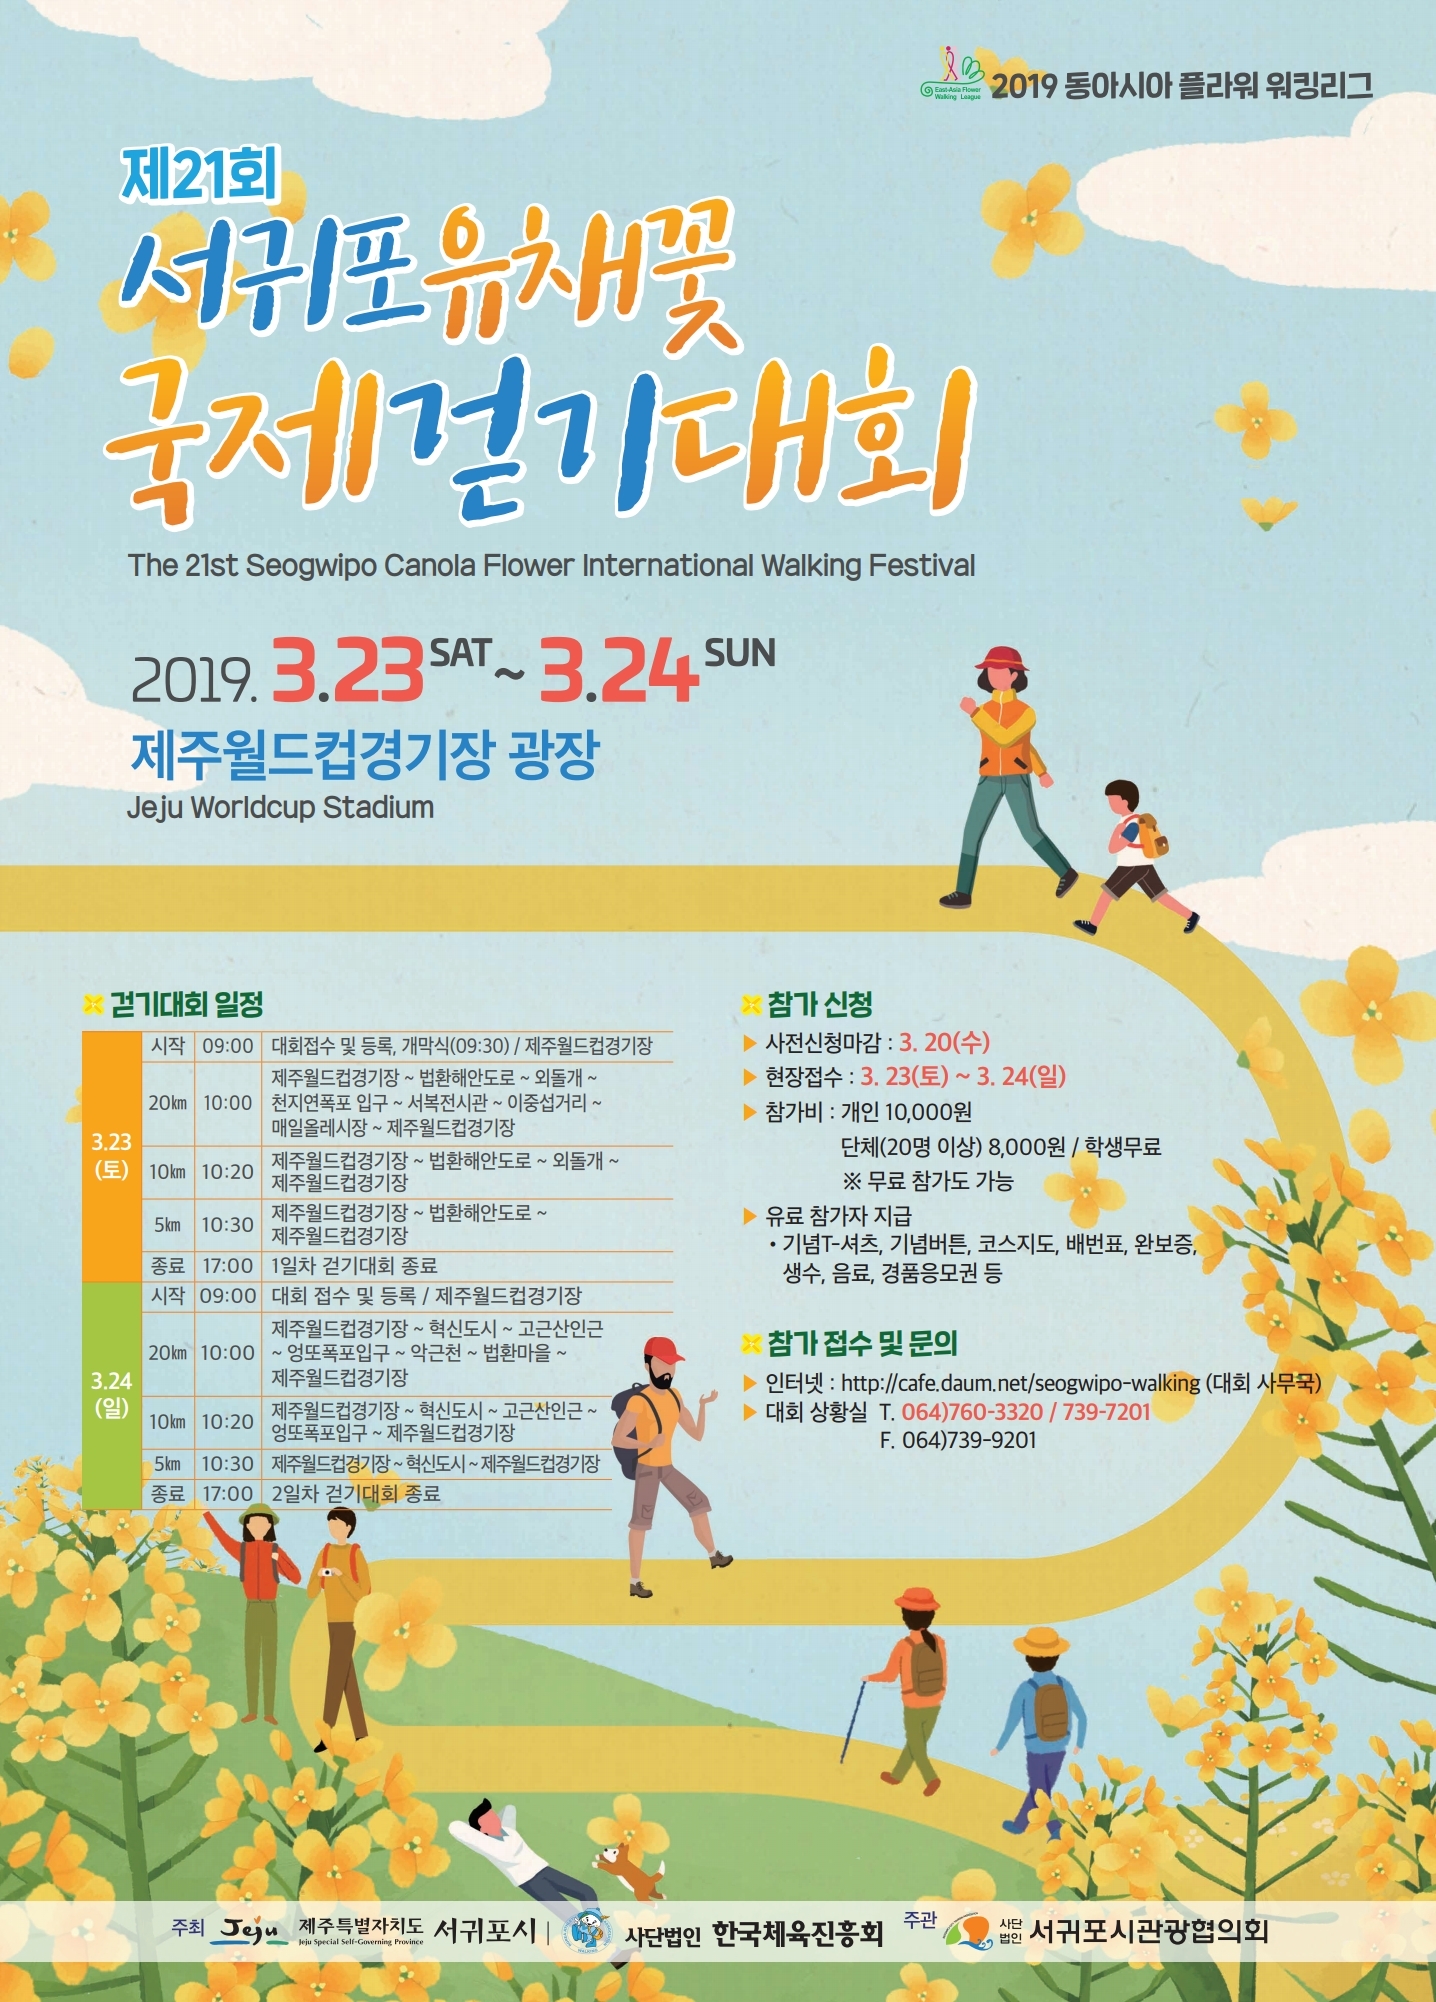 East-Asia Flower
Walking League
2019 동아시아 플라워 워킹리그
제21회
서귀포유채꽃
국제걷기대회
The 21st Seogwipo Canola Flower International Walking Festival
2019. 3.23 SAT ~ 3.24 SUN
제주월드컵경기장 광장
Jeju Worldcup Stadium
걷기대회 일정
3.23
(토)
시작 09:00 대회접수 및 등록, 개막식(09:30) / 제주월드컵경기장
20㎞ 10:00 제주월드컵경기장 ~ 법환해안도로 ~ 외돌개 ~
천지연폭포 입구 ~ 서복전시관 ~ 이중섭거리 ~
매일올레시장 ~ 제주월드컵경기장
10㎞ 10:20 제주월드컵경기장 ~ 법환해안도로 ~ 외돌개 ~
제주월드컵경기장
5㎞ 10:30 제주월드컵경기장 ~ 법환해안도로 ~
제주월드컵경기장
종료 17:00 1일차 걷기대회 종료
3.24
(일)
시작 09:00 대회 접수 및 등록 / 제주월드컵경기장
20㎞ 10:00 제주월드컵경기장 ~ 혁신도시 ~ 고근산인근
~ 엉또폭포입구 ~ 악근천 ~ 법환마을 ~
제주월드컵경기장
10㎞ 10:20 제주월드컵경기장 ~ 혁신도시 ~ 고근산인근 ~
엉또폭포입구 ~ 제주월드컵경기장
5㎞ 10:30 제주월드컵경기장 ~ 혁신도시 ~ 제주월드컵경기장
종료 17:00 2일차 걷기대회 종료
참가 신청
▶ 사전신청마감 : 3. 20(수)
▶ 현장접수 : 3. 23(토) ~ 3. 24(일)
▶ 참가비 : 개인 10,000원
단체(20명 이상) 8,000원 / 학생무료
※ 무료 참가도 가능
▶ 유료 참가자 지급
• 기념T-셔츠, 기념버튼, 코스지도, 배번표, 완보증,
생수, 음료, 경품응모권 등
참가 접수 및 문의
▶ 인터넷 : http://cafe.daum.net/seogwipo-walking (대회 사무국)
▶ 대회 상황실 T. 064)760-3320 / 739-7201
F. 064)739-9201
주최 Jeju 제주특별자치도 서귀포시 | 사단법인 한국체육진흥회 주관 사단법인 서귀포시관광협의회
Jeju Special Self-Governing Province